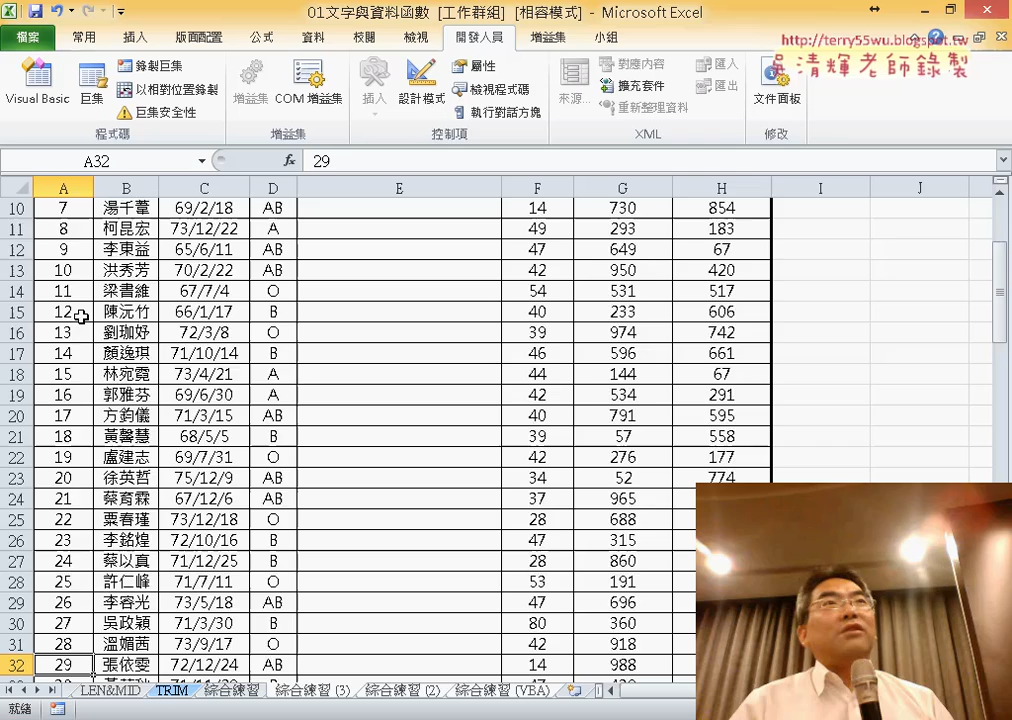 01文字與資料函數 [工作群組] [相容模式] - Microsoft Excel
檔案 常用 插入 版面配置 公式 資料 校閱 檢視 開發人員 增益集 小組
http://terry55wu.blogspot.tw
吳清輝老師錄製
Visual Basic 巨集 錄製巨集 以相對位置錄製 巨集安全性 增益集 COM 增益集 插入 設計模式 屬性 檢視程式碼 執行對話方塊 來源... 對應內容 擴充套件 重新整理資料 匯入 匯出 文件面板
程式碼 增益集 控制項 XML 修改
A32 fx 29
A B C D E F G H I J
10 7 湯千葦 69/2/18 AB 14 730 854
11 8 柯昆宏 73/12/22 A 49 293 183
12 9 李東益 65/6/11 AB 47 649 67
13 10 洪秀芳 70/2/22 AB 42 950 420
14 11 梁書維 67/7/4 O 54 531 517
15 12 陳沅竹 66/1/17 B 40 233 606
16 13 劉珈妤 72/3/8 O 39 974 742
17 14 顏逸琪 71/10/14 B 46 596 661
18 15 林宛霓 73/4/21 A 44 144 67
19 16 郭雅芬 69/6/30 A 42 534 291
20 17 方鈞儀 71/3/15 AB 40 791 595
21 18 黃馨慧 68/5/5 B 39 57 558
22 19 盧建志 69/7/31 O 42 276 177
23 20 徐英哲 75/12/9 AB 34 52 774
24 21 蔡育霖 67/12/6 AB 37 965
25 22 粟春瑾 73/12/18 O 28 688
26 23 李銘煌 72/10/16 B 47 315
27 24 蔡以真 71/12/25 B 28 860
28 25 許仁峰 71/7/11 O 53 191
29 26 李容光 73/5/18 AB 47 696
30 27 吳政穎 71/3/30 B 80 360
31 28 溫媚茜 73/9/17 O 42 918
32 29 張依雯 72/12/24 AB 14 988
LEN&MID TRIM 綜合練習 綜合練習 (3) 綜合練習 (2) 綜合練習 (VBA)
就緒